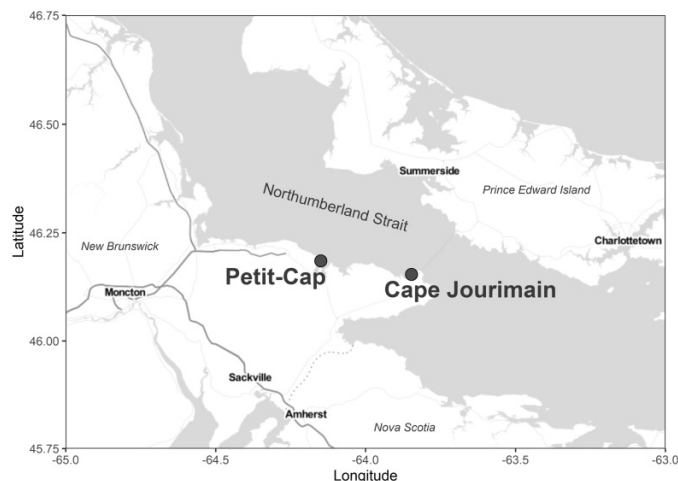 46.75
46.50
46.25
46.00
45.75
Latitude
Summerside
Prince Edward Island
Northumberland Strait
New Brunswick
Charlottetown
Petit-Cap
Cape Jourimain
Moncton
Sackville
Amherst
Nova Scotia
-65.0
-64.5
-64.0
-63.5
-63.0
Longitude